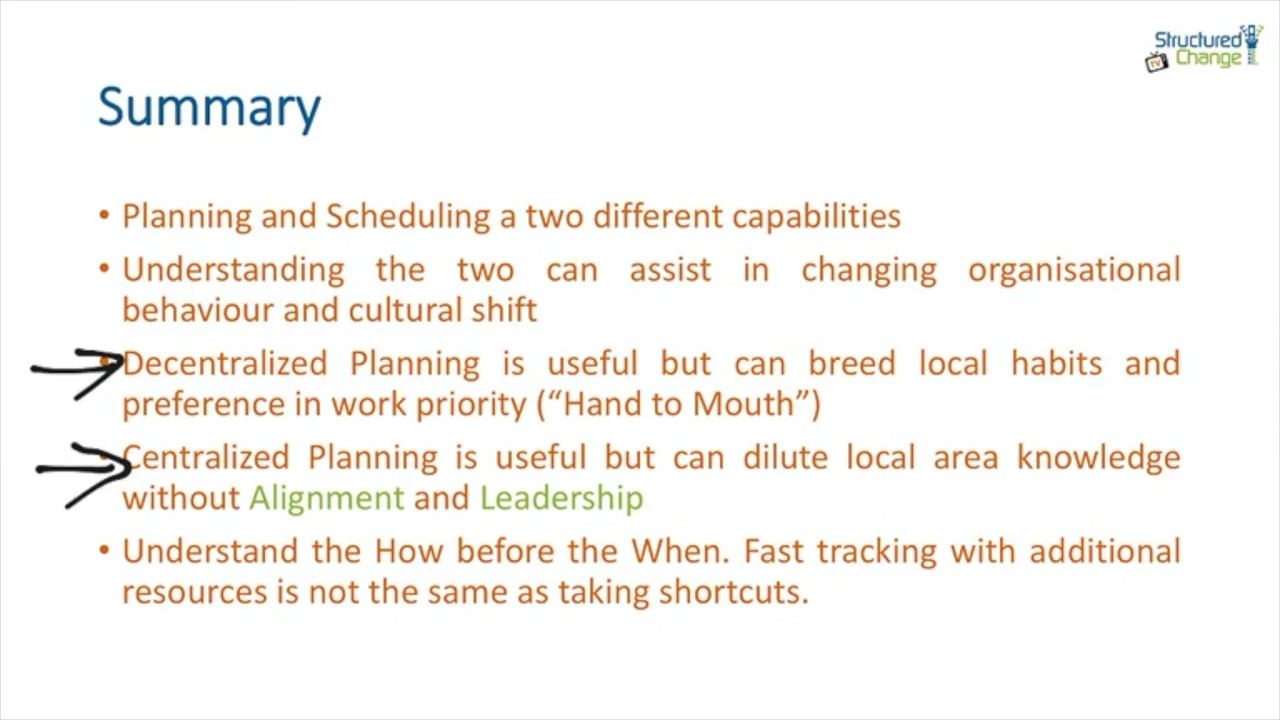 Structured
TV Change
Summary
• Planning and Scheduling a two different capabilities
• Understanding the two can assist in changing organisational
behaviour and cultural shift
• Decentralized Planning is useful but can breed local habits and
preference in work priority (“Hand to Mouth”)
• Centralized Planning is useful but can dilute local area knowledge
without Alignment and Leadership
• Understand the How before the When. Fast tracking with additional
resources is not the same as taking shortcuts.